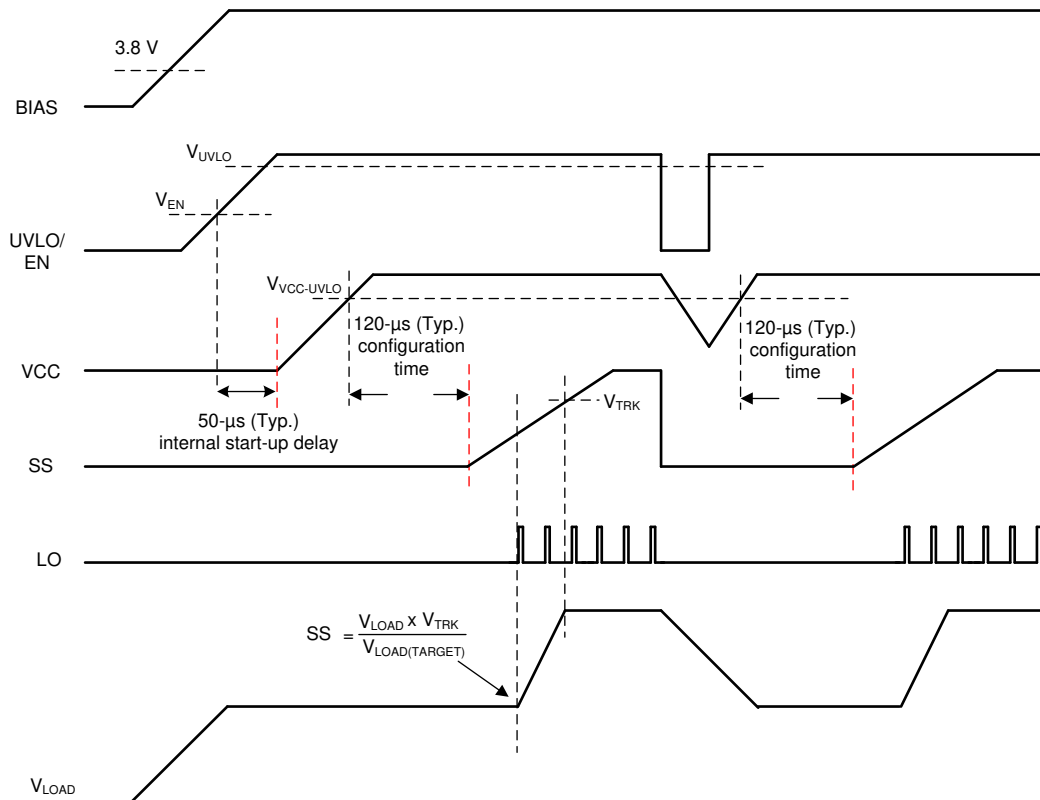 3.8 V
BIAS
VUVLO
VEN
UVLO/
EN
VVCC-UVLO
120-µs (Typ.)
configuration
time
120-µs (Typ.)
configuration
time
VCC
VTRK
50-µs (Typ.)
internal start-up delay
SS
LO
SS = VLOAD x VTRK
VLOAD(TARGET)
VLOAD